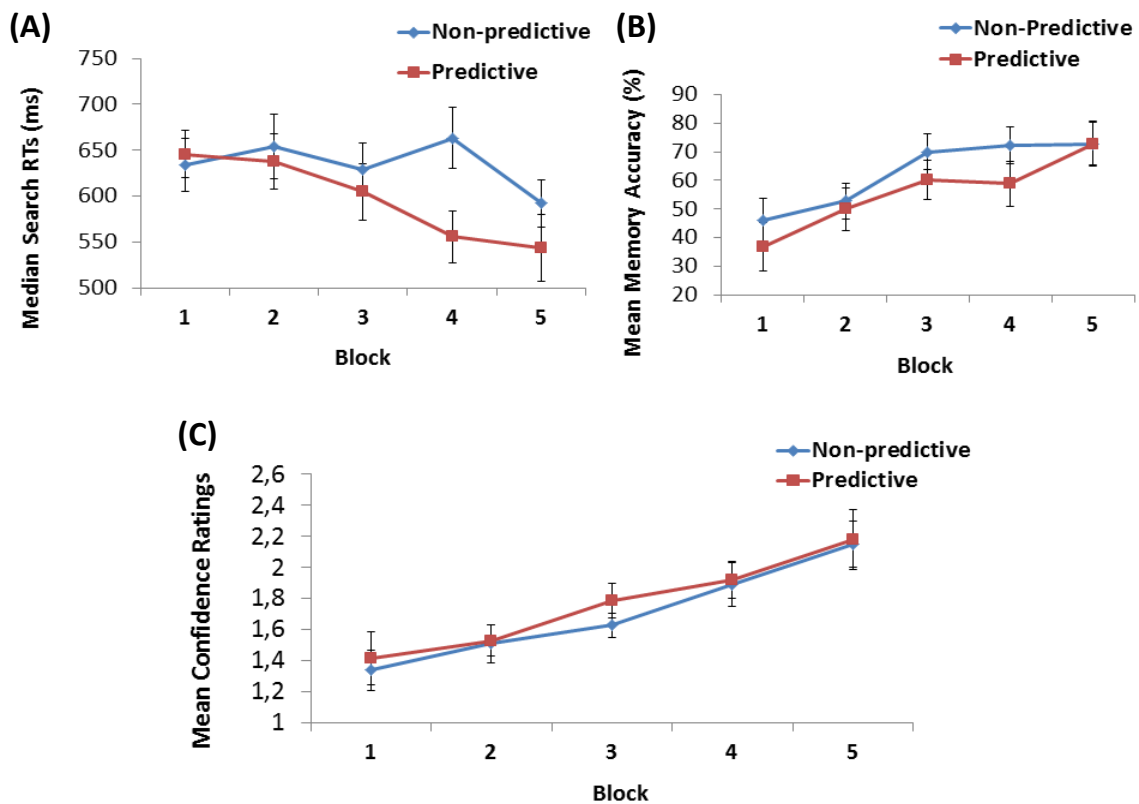 (A)
Non-predictive
Predictive
Median Search RTs (ms)
750
700
650
600
550
500
1 2 3 4 5
Block
(B)
Non-Predictive
Predictive
Mean Memory Accuracy (%)
90
80
70
60
50
40
30
20
1 2 3 4 5
Block
(C)
Non-predictive
Predictive
Mean Confidence Ratings
2,6
2,4
2,2
2
1,8
1,6
1,4
1,2
1
1 2 3 4 5
Block